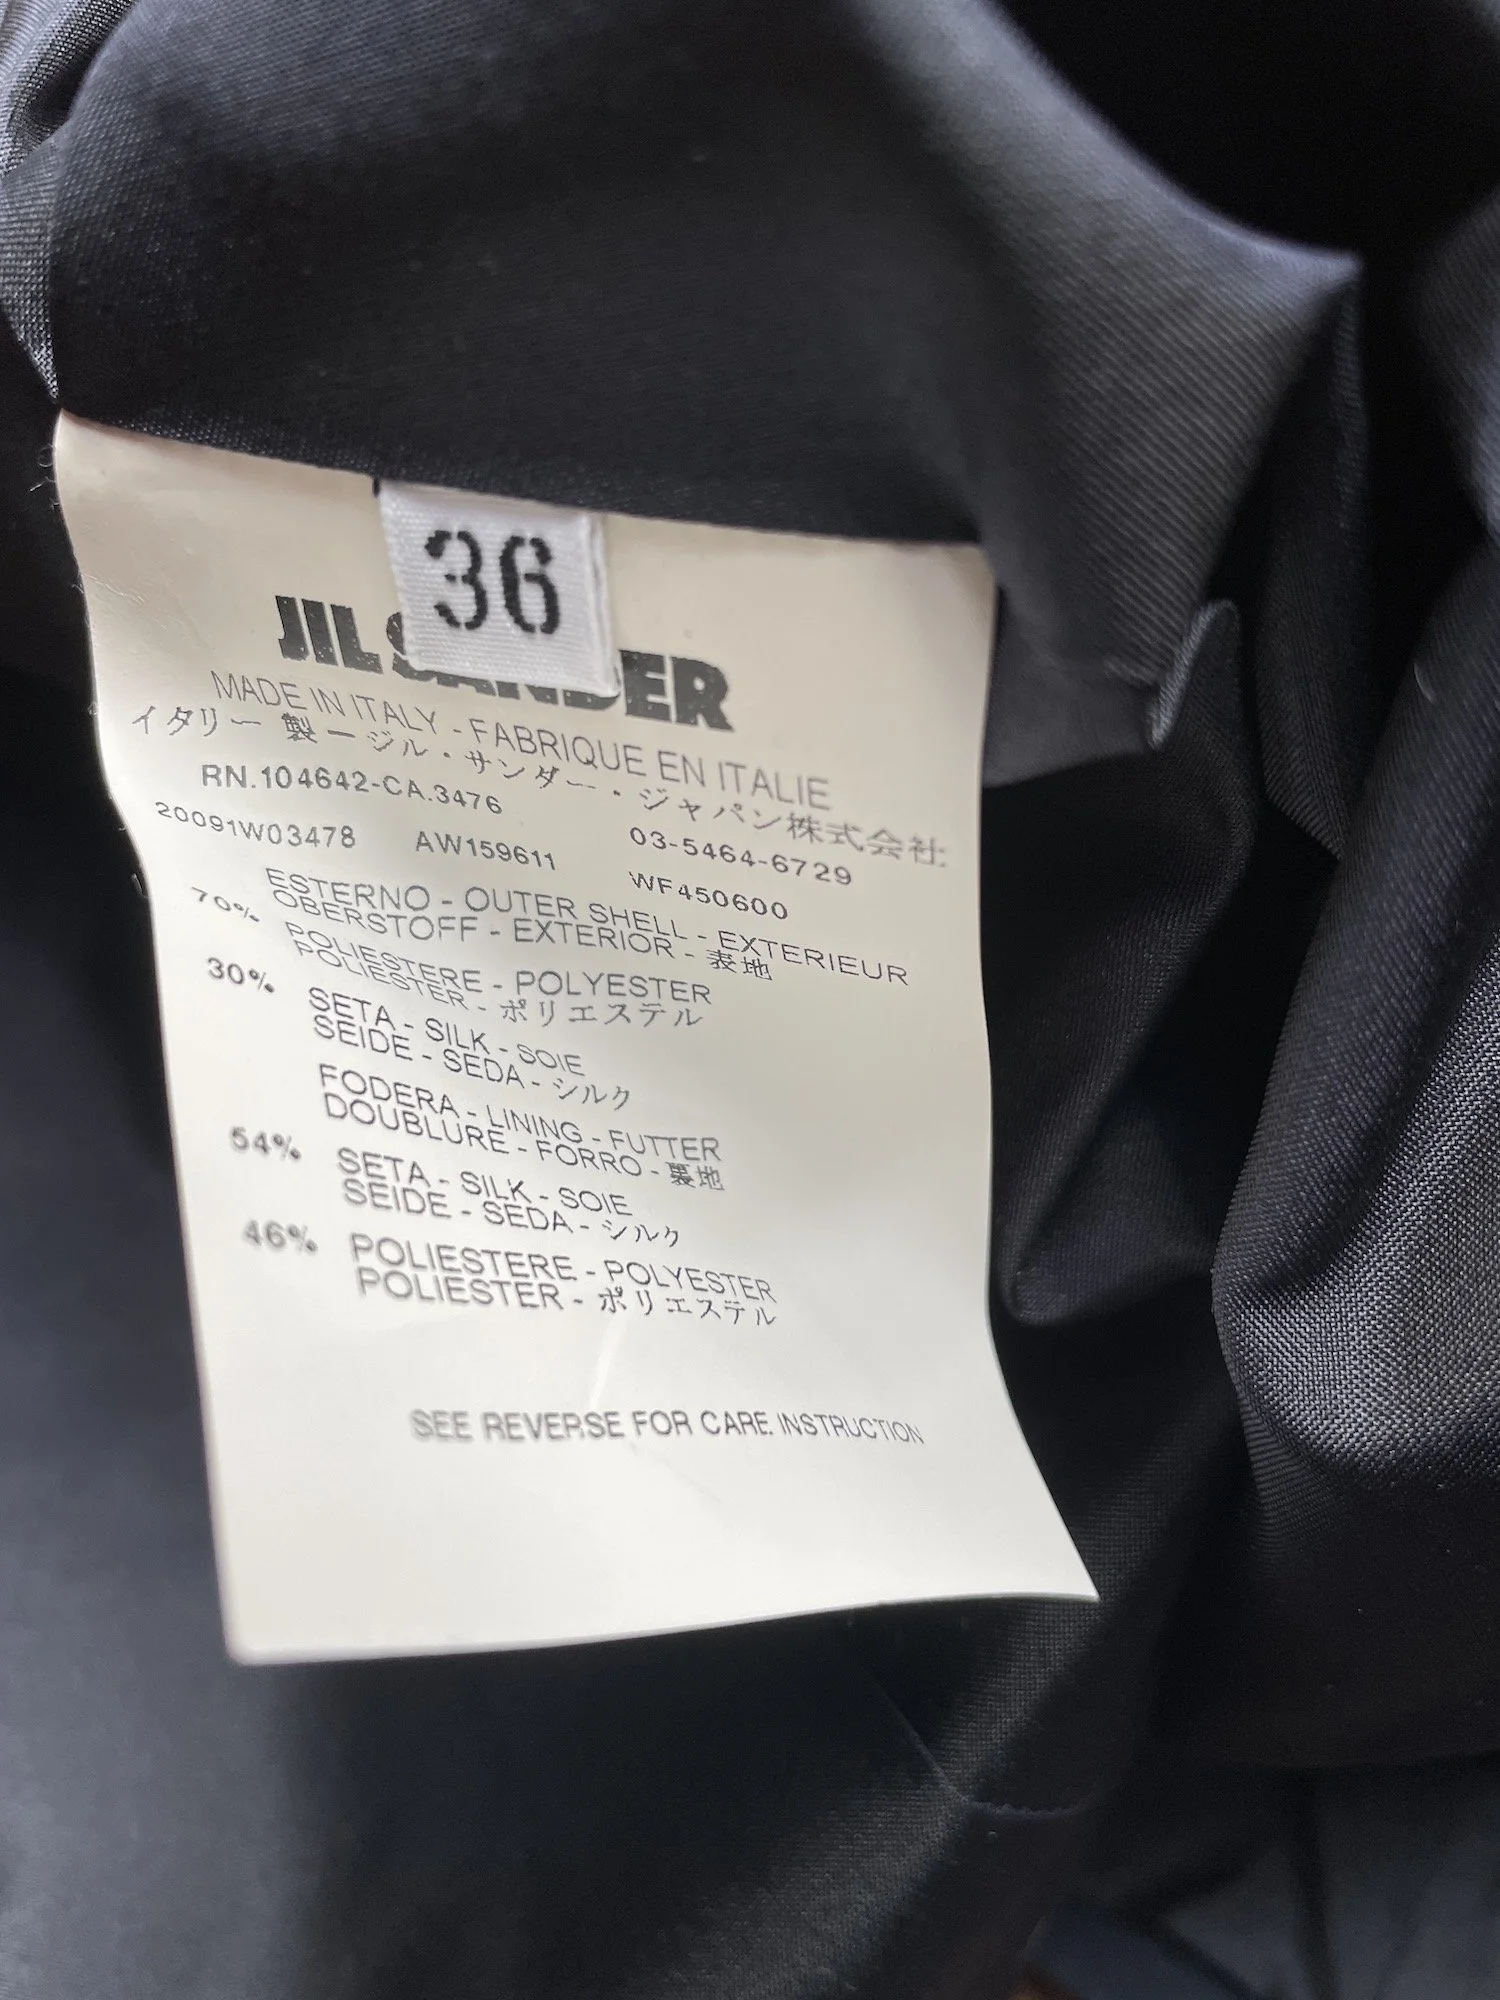 36
JIL SANDER
MADE IN ITALY - FABRIQUE EN ITALIE
イタリー 製ージル・サンダー・ジャパン株式会社
RN.104642-CA.3476 03-5464-6729
20091W03478 AW159611 WF450600
ESTERNO - OUTER SHELL - EXTERIEUR
OBERSTOFF - EXTERIOR - 表地
70% POLIESTERE - POLYESTER
POLIESTER - ポリエステル
30% SETA - SILK - SOIE
SEIDE - SEDA - シルク
FODERA - LINING - FUTTER
DOUBLURE - FORRO - 裏地
54% SETA - SILK - SOIE
SEIDE - SEDA - シルク
46% POLIESTERE - POLYESTER
POLIESTER - ポリエステル
SEE REVERSE FOR CARE INSTRUCTION